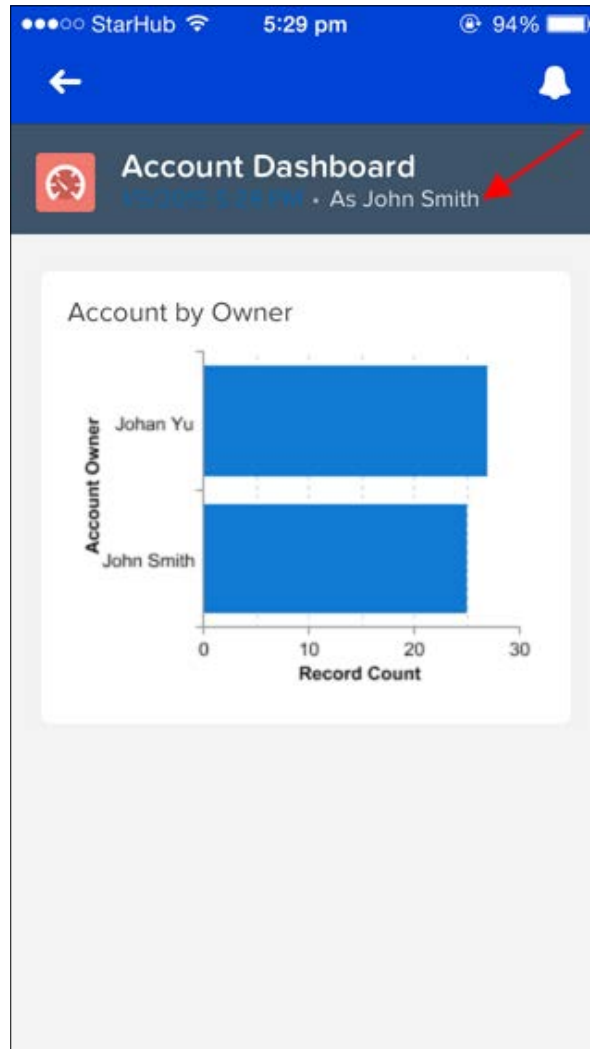 StarHub 5:29 pm 94%
Account Dashboard
• As John Smith
Account by Owner
Account Owner
Johan Yu
John Smith
0 10 20 30
Record Count